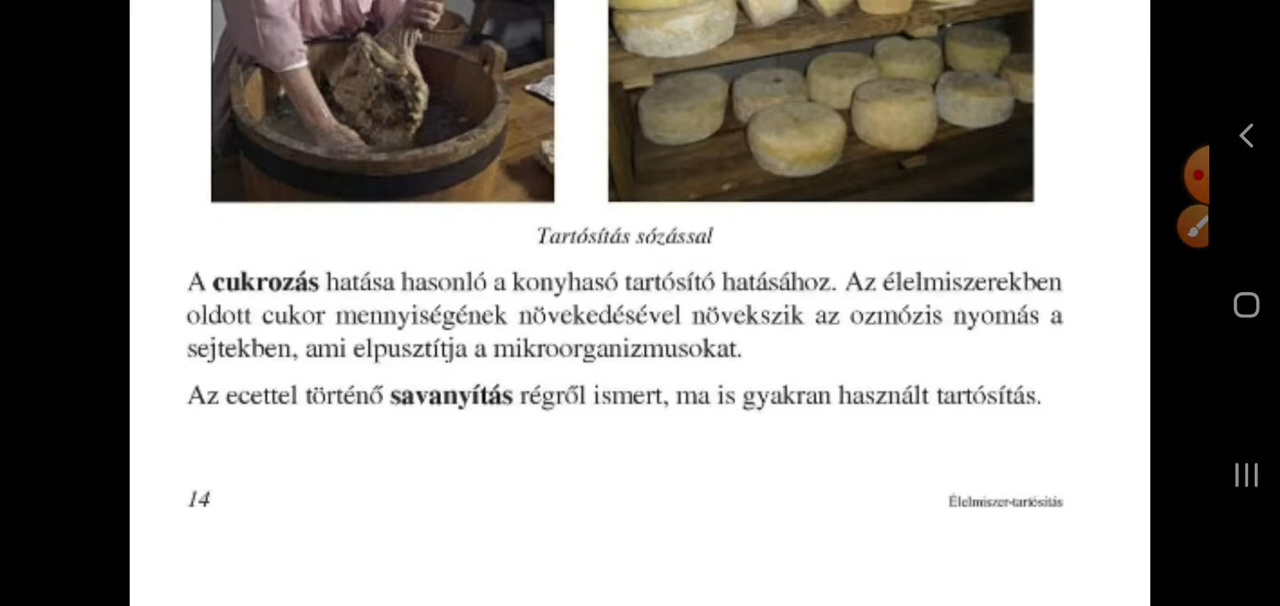 Tartósítás sózással
A cukrozás hatása hasonló a konyhasó tartósító hatásához. Az élelmiszerekben
oldott cukor mennyiségének növekedésével növekszik az ozmózis nyomás a
sejtekben, ami elpusztítja a mikroorganizmusokat.
Az ecettel történő savanyítás régről ismert, ma is gyakran használt tartósítás.
14
Élelmiszer-tartósítás